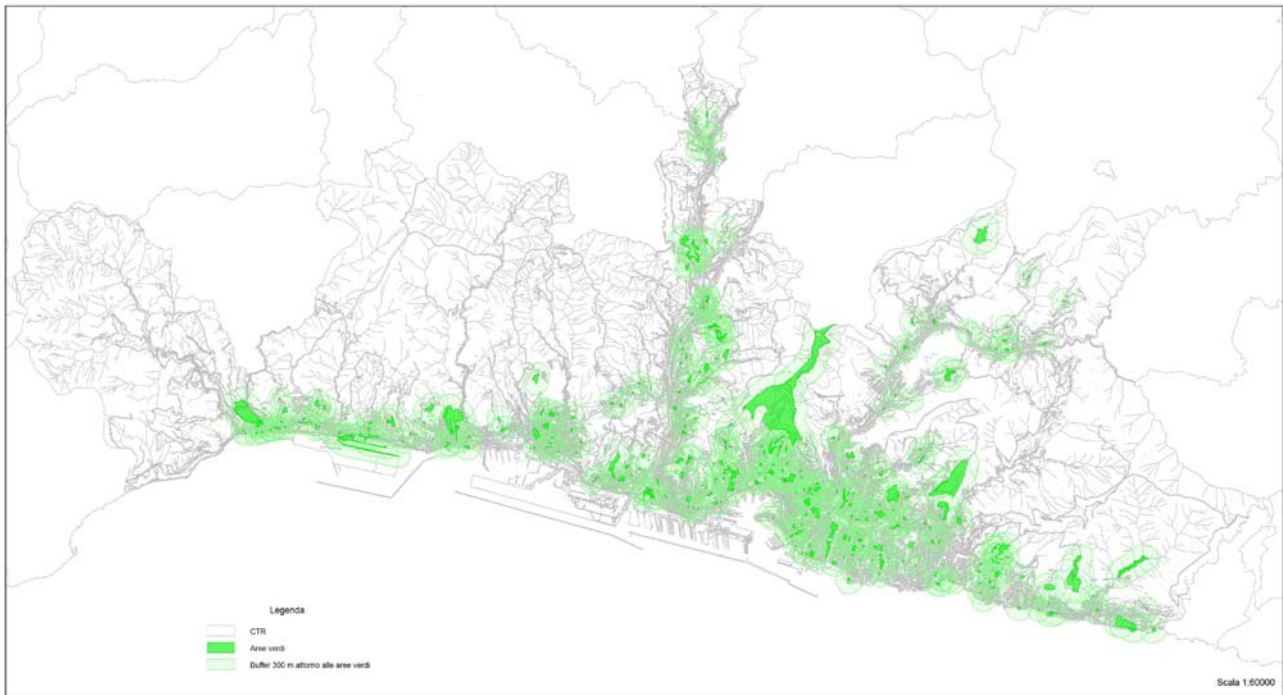 Legenda
CTR
Aree verdi
Buffer 300 m attorno alle aree verdi
Scala 1:60000